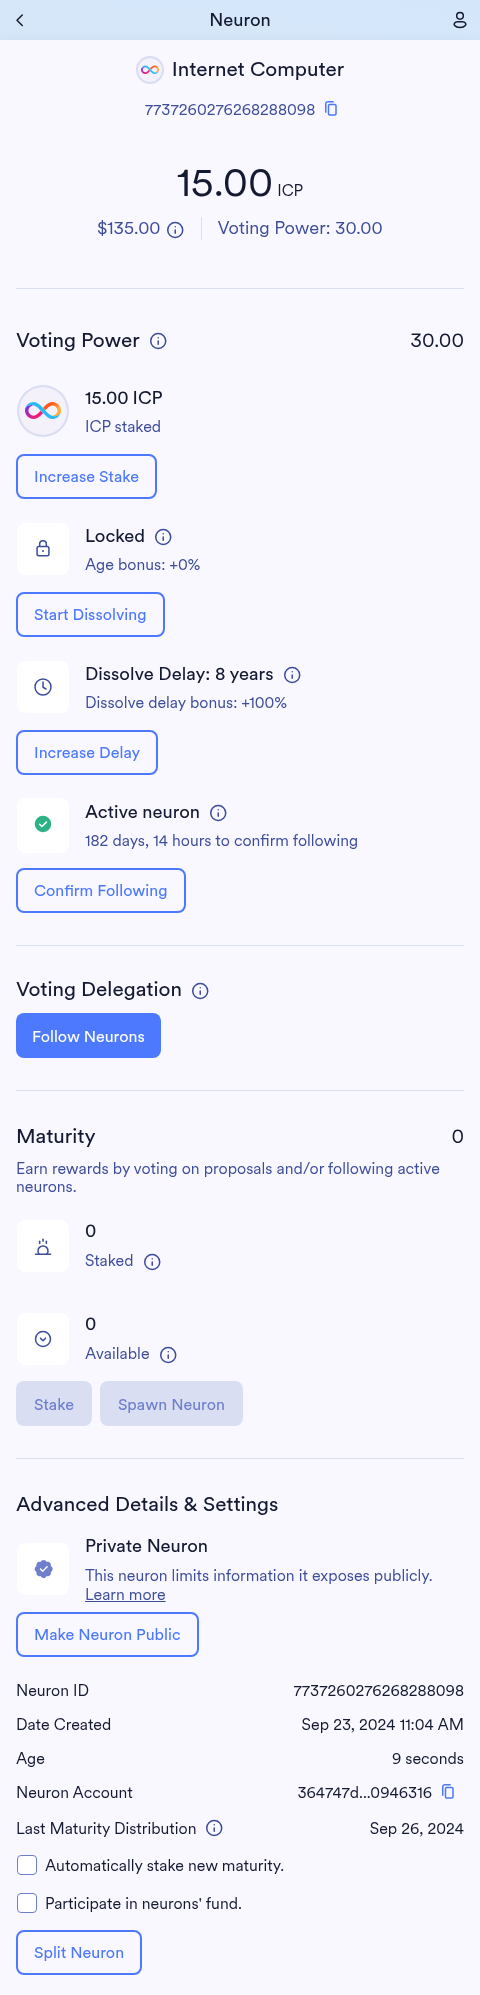 Neuron
Internet Computer
7737260276268288098
15.00 ICP
$135.00 Voting Power: 30.00
Voting Power 30.00
15.00 ICP
ICP staked
Increase Stake
Locked
Age bonus: +0%
Start Dissolving
Dissolve Delay: 8 years
Dissolve delay bonus: +100%
Increase Delay
Active neuron
182 days, 14 hours to confirm following
Confirm Following
Voting Delegation
Follow Neurons
Maturity 0
Earn rewards by voting on proposals and/or following active
neurons.
0
Staked
0
Available
Stake Spawn Neuron
Advanced Details & Settings
Private Neuron
This neuron limits information it exposes publicly.
Learn more
Make Neuron Public
Neuron ID 7737260276268288098
Date Created Sep 23, 2024 11:04 AM
Age 9 seconds
Neuron Account 364747d...0946316
Last Maturity Distribution Sep 26, 2024
Automatically stake new maturity.
Participate in neurons' fund.
Split Neuron